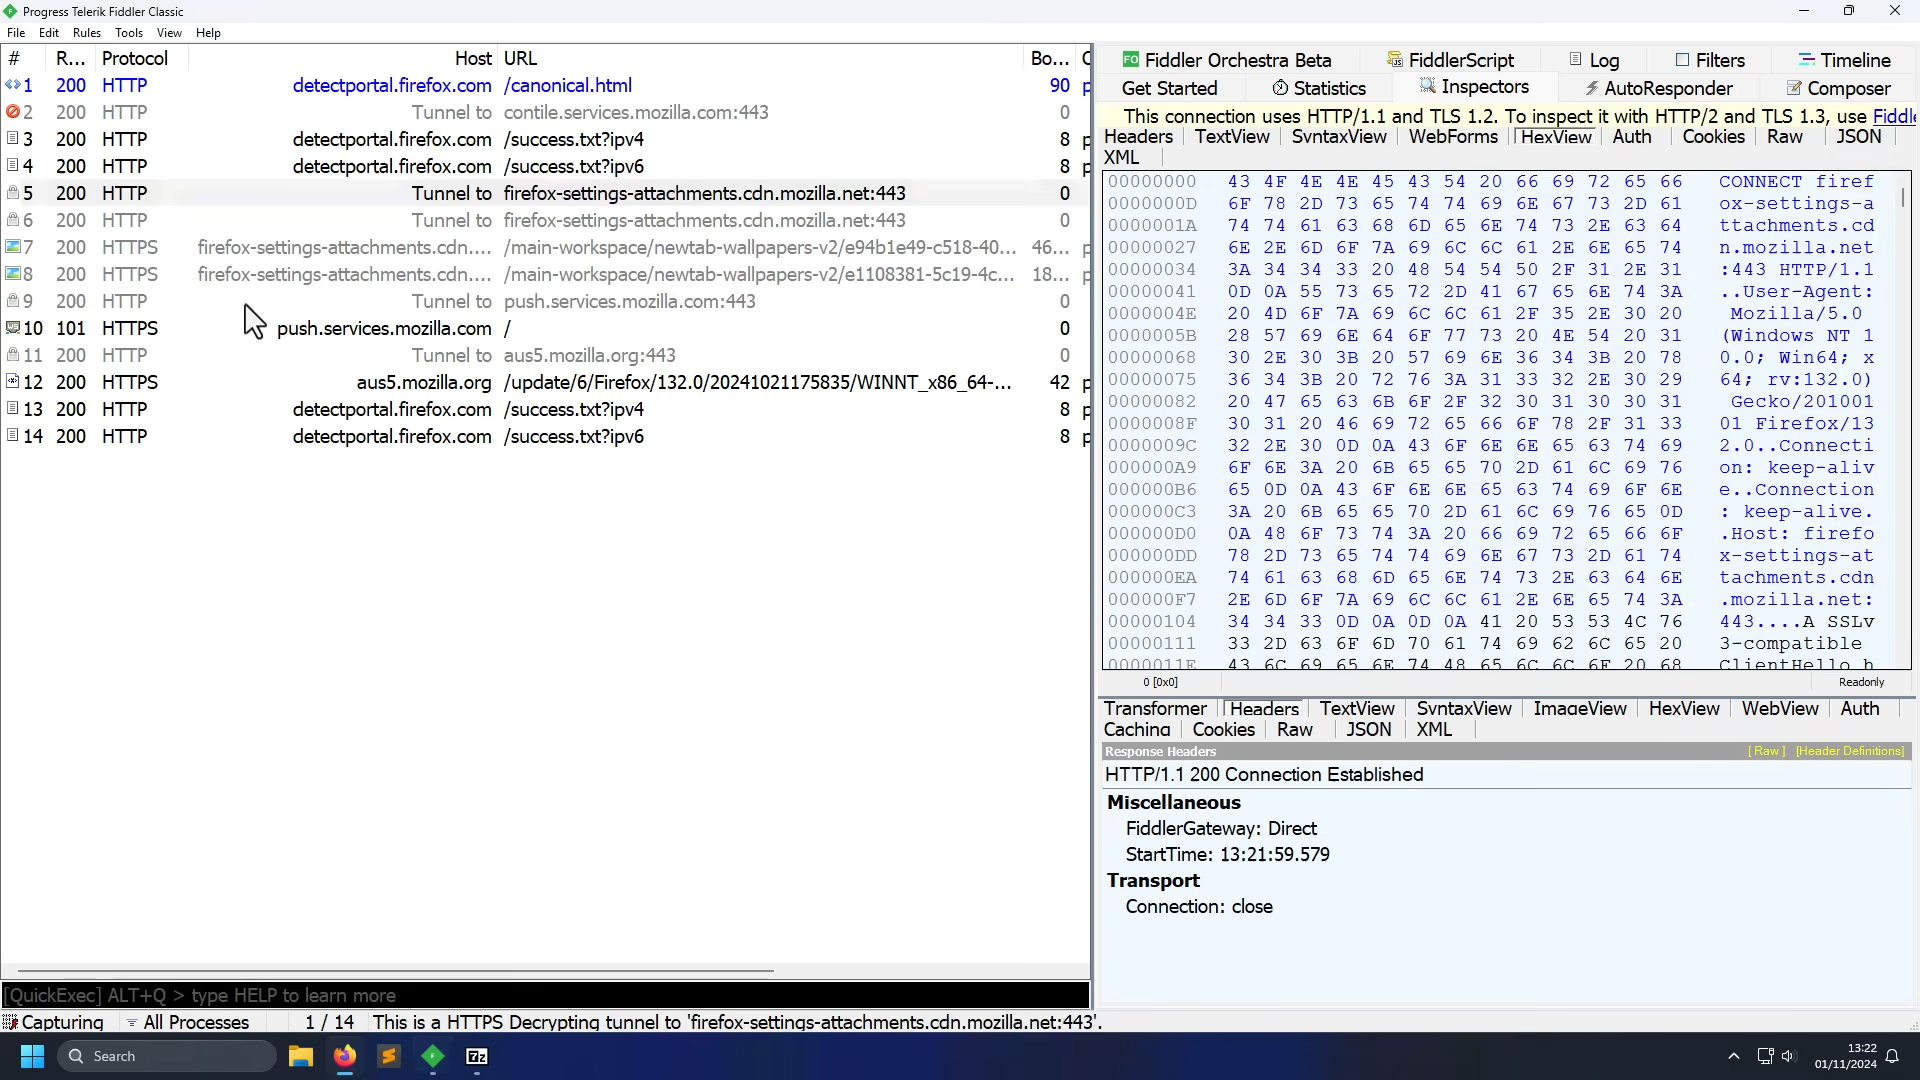 Progress Telerik Fiddler Classic
File Edit Rules Tools View Help
# R... Protocol Host URL Bo... C
1 200 HTTP detectportal.firefox.com /canonical.html 90 p
2 200 HTTP Tunnel to contile.services.mozilla.com:443 0
3 200 HTTP detectportal.firefox.com /success.txt?ipv4 8 p
4 200 HTTP detectportal.firefox.com /success.txt?ipv6 8 p
5 200 HTTP Tunnel to firefox-settings-attachments.cdn.mozilla.net:443 0
6 200 HTTP Tunnel to firefox-settings-attachments.cdn.mozilla.net:443 0
7 200 HTTPS firefox-settings-attachments.cdn.... /main-workspace/newtab-wallpapers-v2/e94b1e49-c518-40... 46... p
8 200 HTTPS firefox-settings-attachments.cdn.... /main-workspace/newtab-wallpapers-v2/e1108381-5c19-4c... 18... p
9 200 HTTP Tunnel to push.services.mozilla.com:443 0
10 101 HTTPS push.services.mozilla.com / 0
11 200 HTTP Tunnel to aus5.mozilla.org:443 0
12 200 HTTPS aus5.mozilla.org /update/6/Firefox/132.0/20241021175835/WINNT_x86_64-... 42 p
13 200 HTTP detectportal.firefox.com /success.txt?ipv4 8 p
14 200 HTTP detectportal.firefox.com /success.txt?ipv6 8 p
FO Fiddler Orchestra Beta FiddlerScript Log Filters Timeline
Get Started Statistics Inspectors AutoResponder Composer
This connection uses HTTP/1.1 and TLS 1.2. To inspect it with HTTP/2 and TLS 1.3, use Fiddle
Headers TextView SyntaxView WebForms HexView Auth Cookies Raw JSON
XML
00000000 43 4F 4E 4E 45 43 54 20 66 69 72 65 66 CONNECT firef
0000000D 6F 78 2D 73 65 74 74 69 6E 67 73 2D 61 ox-settings-a
0000001A 74 74 61 63 68 6D 65 6E 74 73 2E 63 64 ttachments.cd
00000027 6E 2E 6D 6F 7A 69 6C 6C 61 2E 6E 65 74 n.mozilla.net
00000034 3A 34 34 33 20 48 54 54 50 2F 31 2E 31 :443 HTTP/1.1
00000041 0D 0A 55 73 65 72 2D 41 67 65 6E 74 3A ..User-Agent:
0000004E 20 4D 6F 7A 69 6C 6C 61 2F 35 2E 30 20 Mozilla/5.0
0000005B 28 57 69 6E 64 6F 77 73 20 4E 54 20 31 (Windows NT 1
00000068 30 2E 30 3B 20 57 69 6E 36 34 3B 20 78 0.0; Win64; x
00000075 36 34 3B 20 72 76 3A 31 33 32 2E 30 29 64; rv:132.0)
00000082 20 47 65 63 6B 6F 2F 32 30 31 30 30 31 Gecko/201001
0000008F 30 31 20 46 69 72 65 66 6F 78 2F 31 33 01 Firefox/13
0000009C 32 2E 30 0D 0A 43 6F 6E 6E 65 63 74 69 2.0..Connecti
000000A9 6F 6E 3A 20 6B 65 65 70 2D 61 6C 69 76 on: keep-aliv
000000B6 65 0D 0A 43 6F 6E 6E 65 63 74 69 6F 6E e..Connection
000000C3 3A 20 6B 65 65 70 2D 61 6C 69 76 65 0D : keep-alive.
000000D0 0A 48 6F 73 74 3A 20 66 69 72 65 66 6F .Host: firefo
000000DD 78 2D 73 65 74 74 69 6E 67 73 2D 61 74 x-settings-at
000000EA 74 61 63 68 6D 65 6E 74 73 2E 63 64 6E tachments.cdn
000000F7 2E 6D 6F 7A 69 6C 6C 61 2E 6E 65 74 3A .mozilla.net:
00000104 34 34 33 0D 0A 0D 0A 41 20 53 53 4C 76 443....A SSLv
00000111 33 2D 63 6F 6D 70 61 74 69 62 6C 65 20 3-compatible
0000011E 43 6C 69 65 6E 74 48 65 6C 6C 6F 20 68 ClientHello h
0 [0x0] Readonly
Transformer Headers TextView SyntaxView ImageView HexView WebView Auth
Caching Cookies Raw JSON XML
Response Headers [ Raw ] [Header Definitions]
HTTP/1.1 200 Connection Established
Miscellaneous
FiddlerGateway: Direct
StartTime: 13:21:59.579
Transport
Connection: close
[QuickExec] ALT+Q > type HELP to learn more
Capturing All Processes 1 / 14 This is a HTTPS Decrypting tunnel to 'firefox-settings-attachments.cdn.mozilla.net:443'.
Search 7z 13:22
01/11/2024